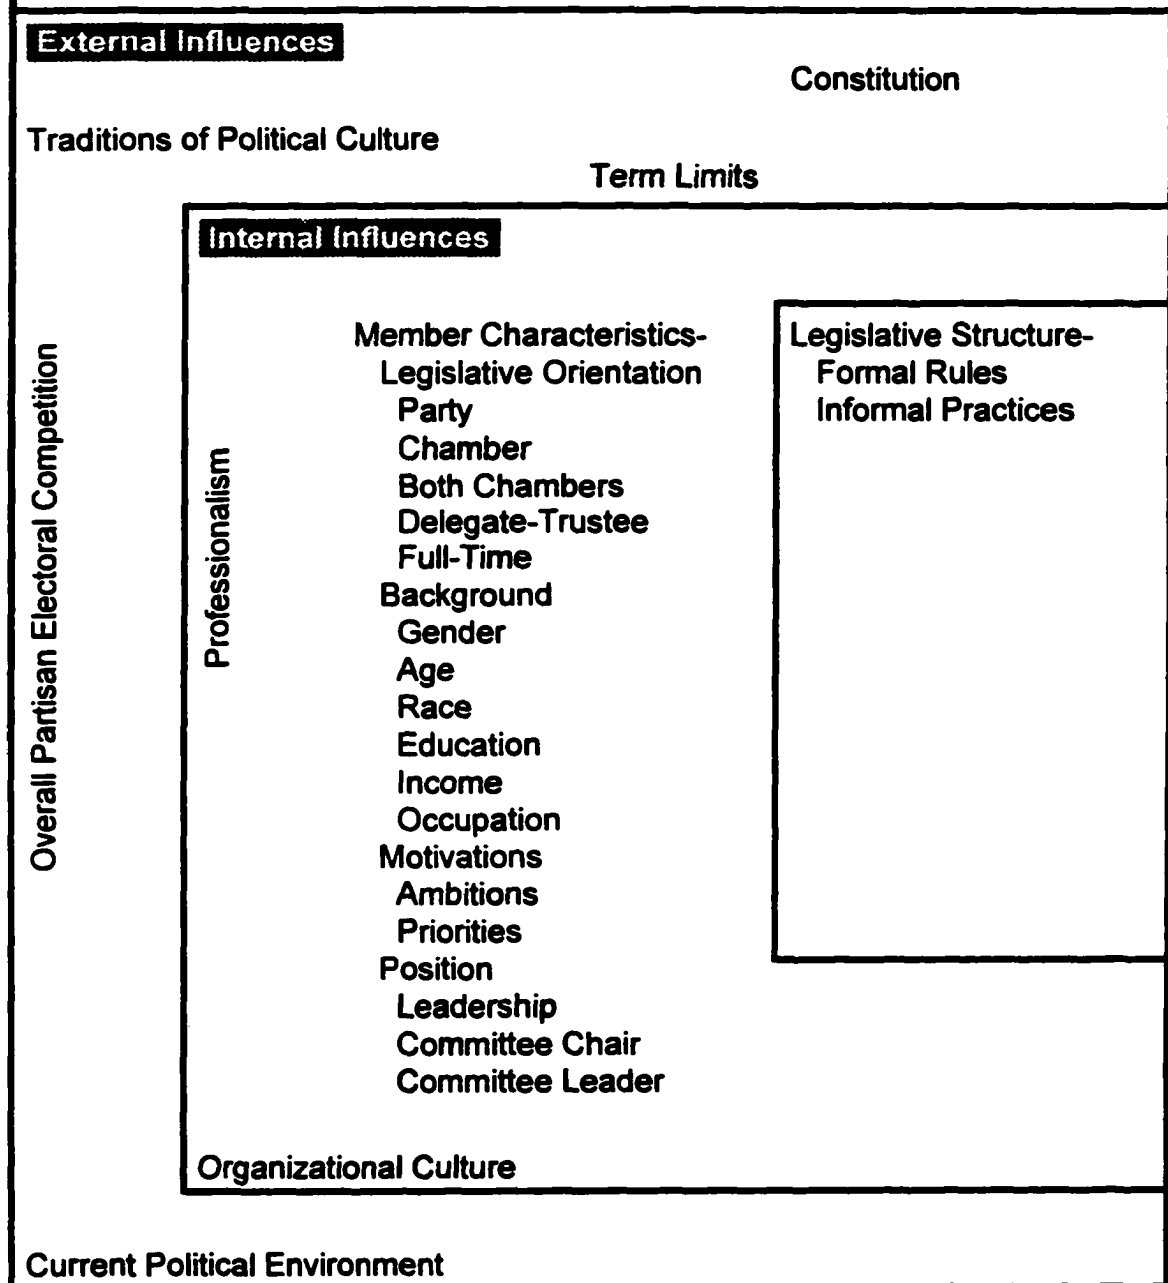 External Influences
Constitution
Traditions of Political Culture
Term Limits
Internal Influences
Overall Partisan Electoral Competition
Professionalism
Member Characteristics-
Legislative Orientation
Party
Chamber
Both Chambers
Delegate-Trustee
Full-Time
Background
Gender
Age
Race
Education
Income
Occupation
Motivations
Ambitions
Priorities
Position
Leadership
Committee Chair
Committee Leader
Legislative Structure-
Formal Rules
Informal Practices
Organizational Culture
Current Political Environment